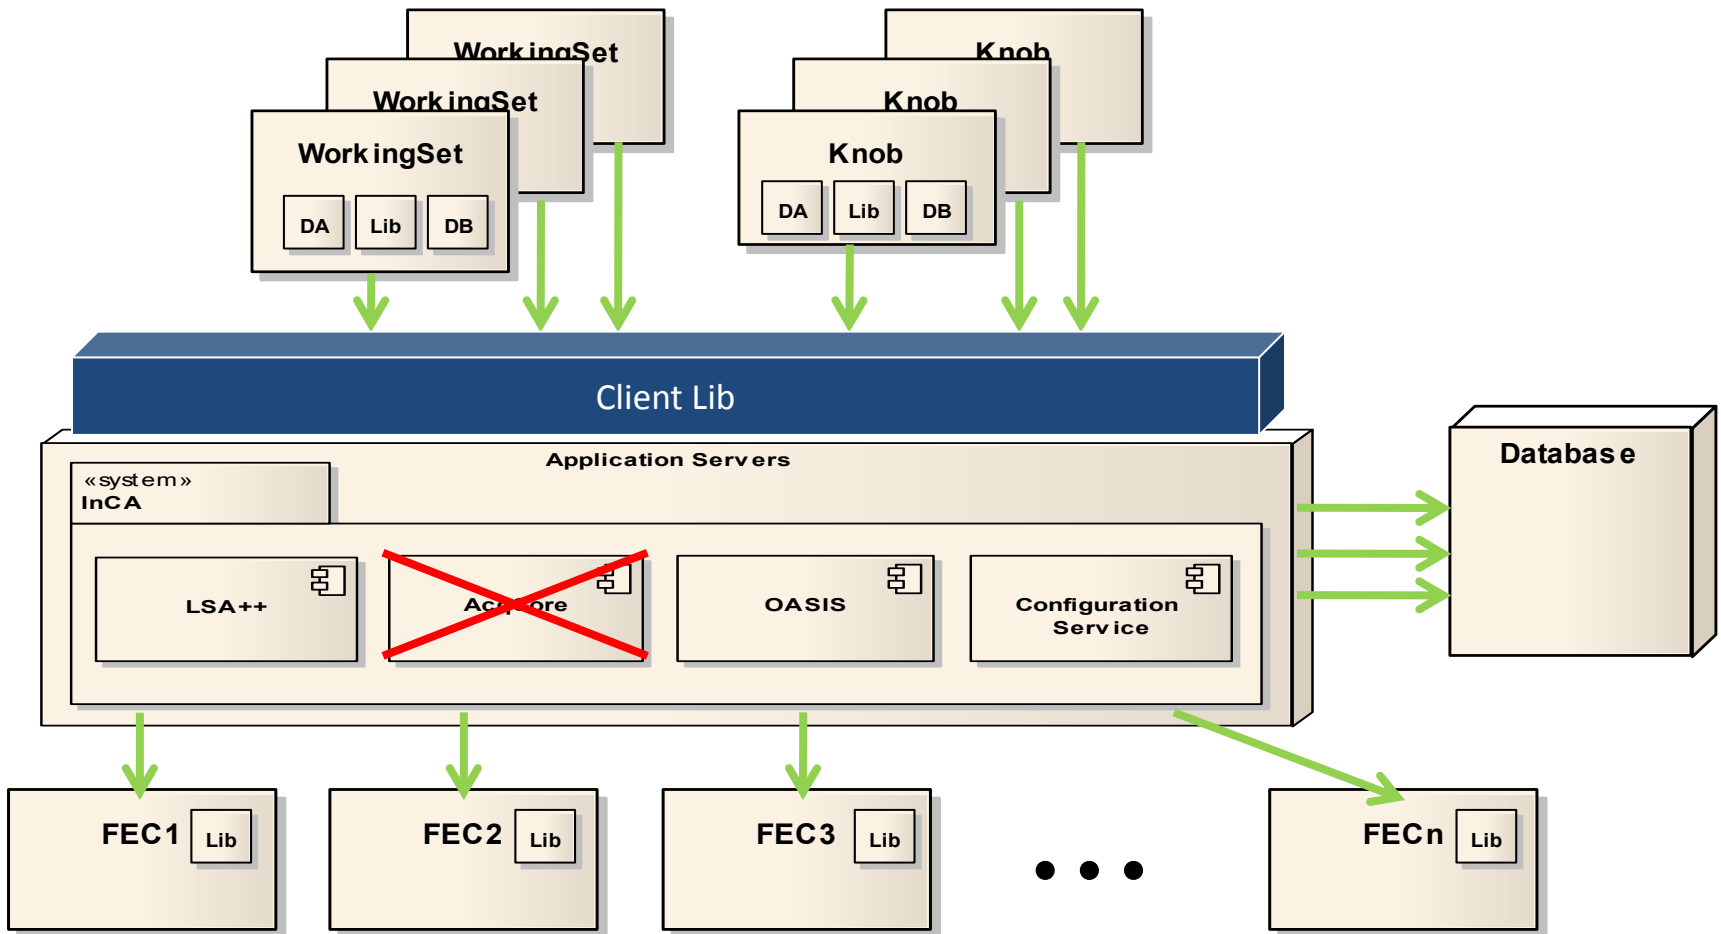 WorkingSet
Knob
WorkingSet
Knob
WorkingSet
Knob
DA Lib DB
DA Lib DB
Client Lib
Application Servers
Database
«system»
InCA
LSA++
AcqCore
OASIS
Configuration
Service
FEC1 Lib
FEC2 Lib
FEC3 Lib
FECn Lib